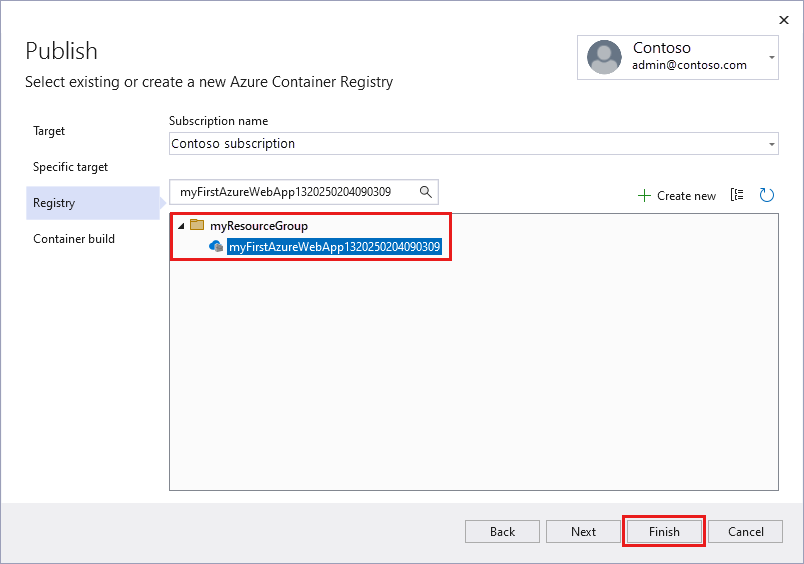 Publish
Select existing or create a new Azure Container Registry
Contoso
admin@contoso.com
Target
Specific target
Registry
Container build
Subscription name
Contoso subscription
myFirstAzureWebApp1320250204090309
Create new
myResourceGroup
myFirstAzureWebApp1320250204090309
Back
Next
Finish
Cancel